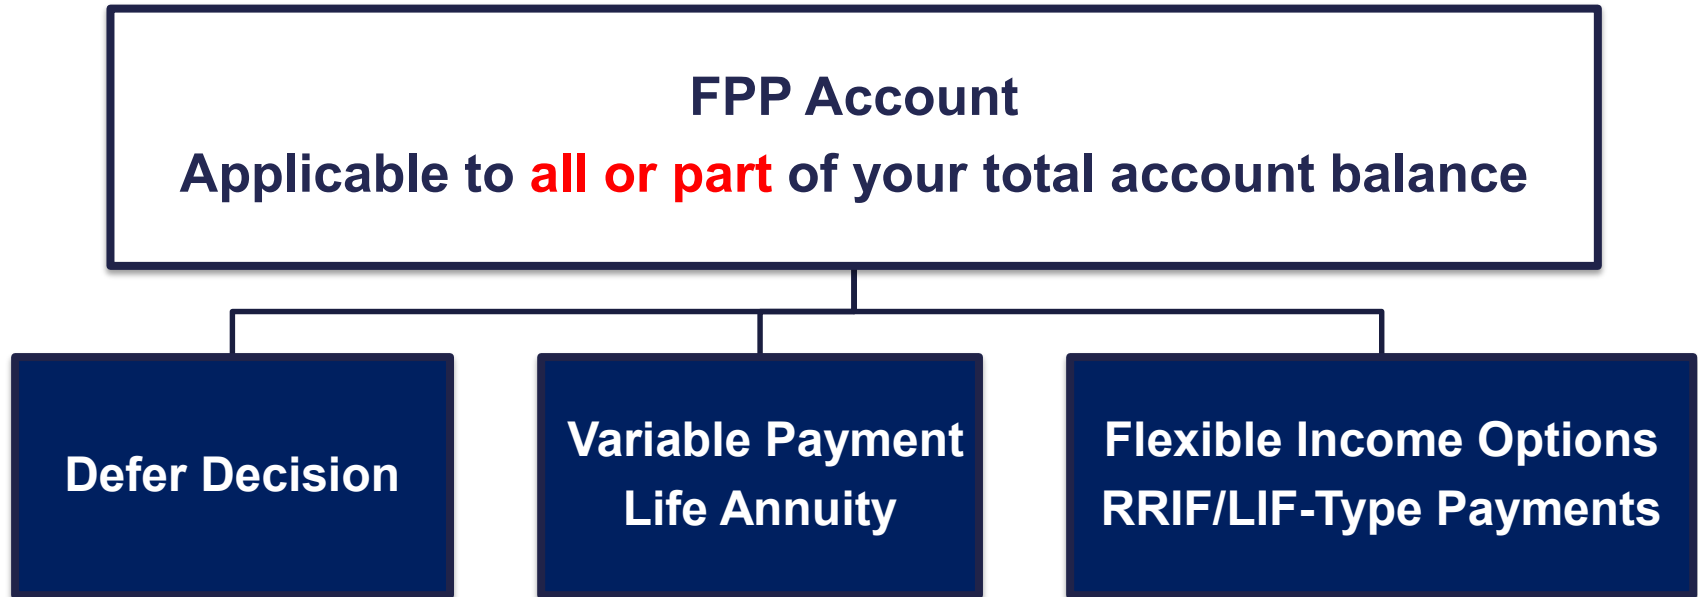 FPP Account
Applicable to all or part of your total account balance
Defer Decision
Variable Payment
Life Annuity
Flexible Income Options
RRIF/LIF-Type Payments